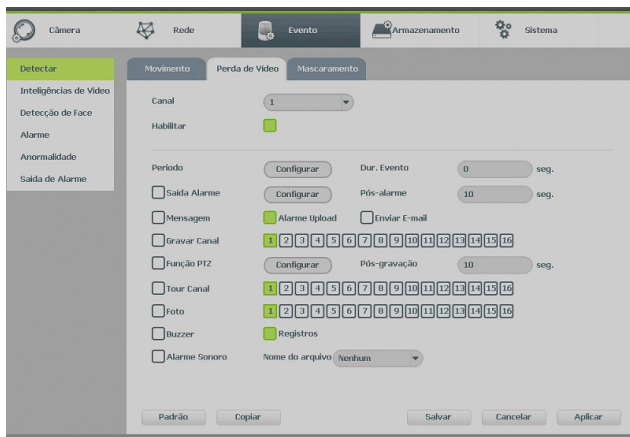 Câmera Rede Evento Armazenamento Sistema
Detectar
Inteligências de Vídeo
Detecção de Face
Alarme
Anormalidade
Saída de Alarme
Movimento Perda de Vídeo Mascaramento
Canal 1
Habilitar
Período Configurar Dur. Evento 0 seg.
Saída Alarme Configurar Pós-alarme 10 seg.
Mensagem Alarme Upload Enviar E-mail
Gravar Canal 1 2 3 4 5 6 7 8 9 10 11 12 13 14 15 16
Função PTZ Configurar Pós-gravação 10 seg.
Tour Canal 1 2 3 4 5 6 7 8 9 10 11 12 13 14 15 16
Foto 1 2 3 4 5 6 7 8 9 10 11 12 13 14 15 16
Buzzer Registros
Alarme Sonoro Nome do arquivo Nenhum
Padrão Copiar Salvar Cancelar Aplicar